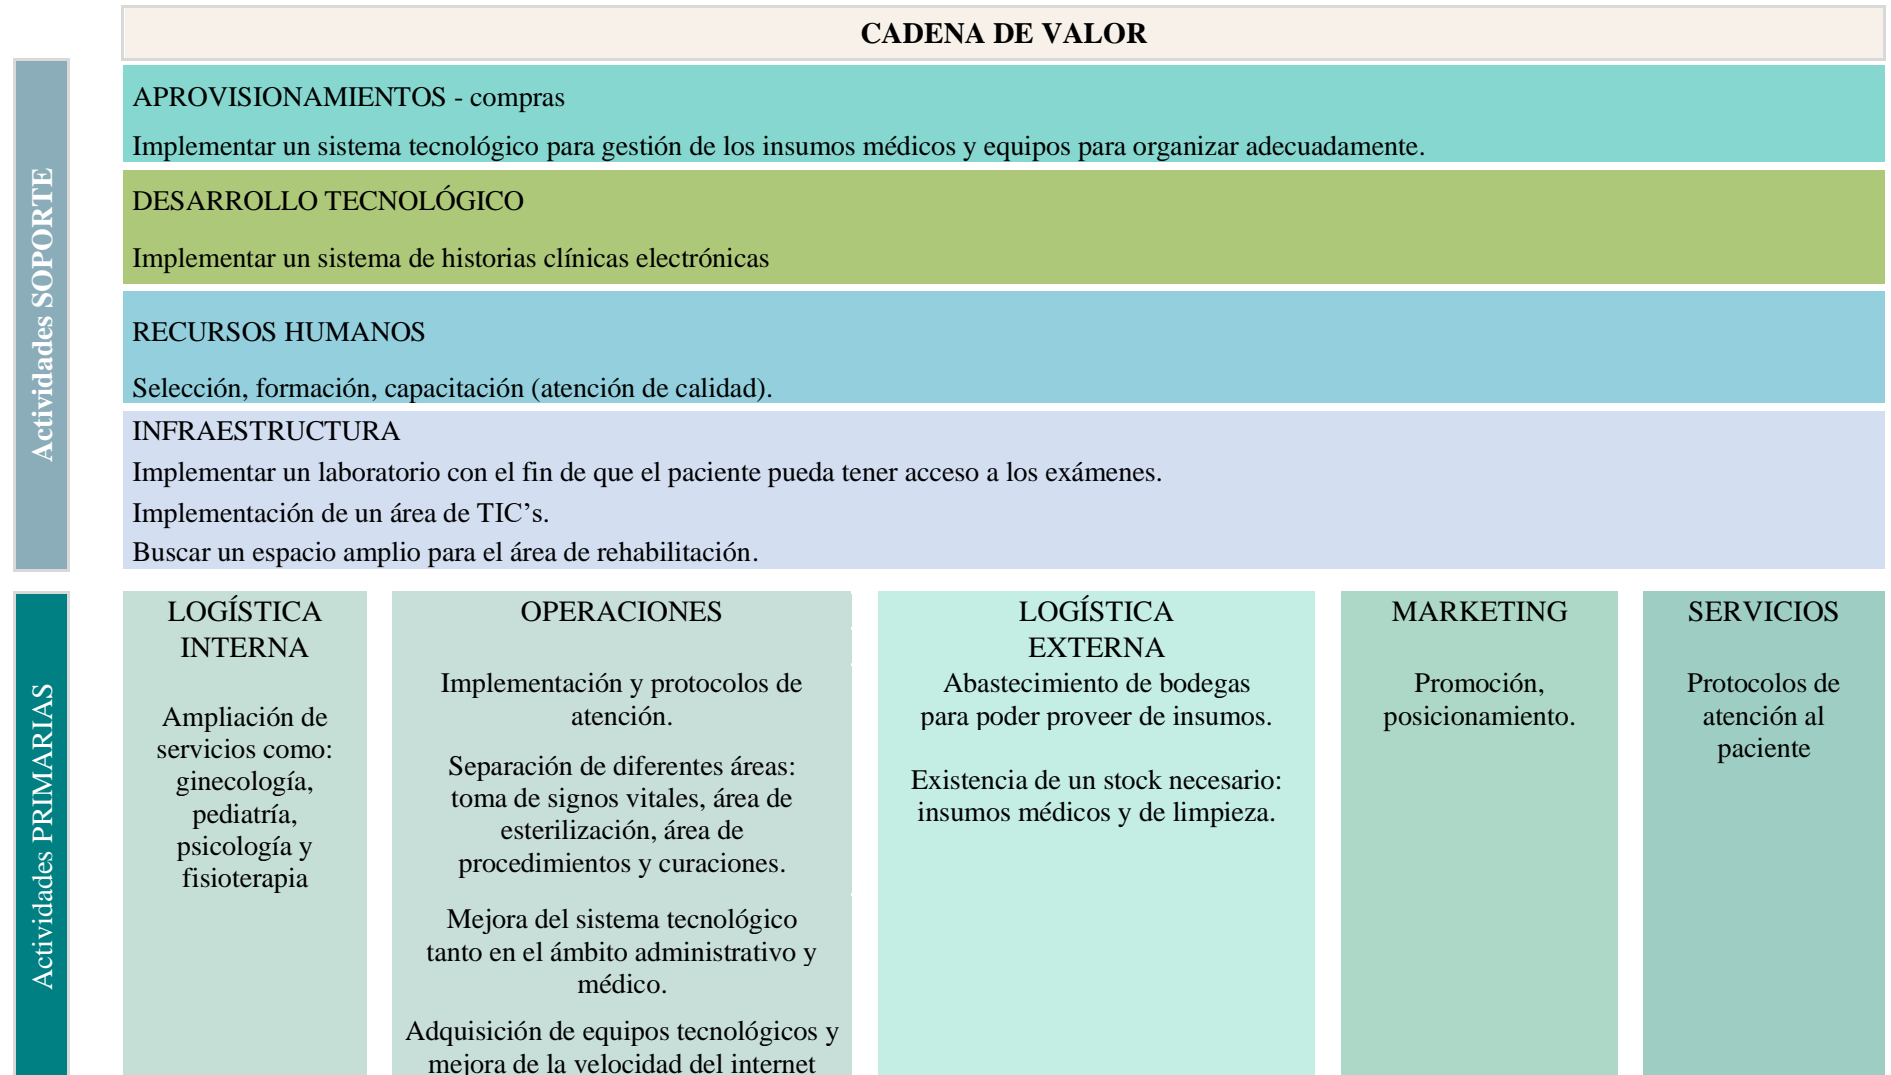 CADENA DE VALOR
Actividades SOPORTE
APROVISIONAMIENTOS - compras
Implementar un sistema tecnológico para gestión de los insumos médicos y equipos para organizar adecuadamente.
DESARROLLO TECNOLÓGICO
Implementar un sistema de historias clínicas electrónicas
RECURSOS HUMANOS
Selección, formación, capacitación (atención de calidad).
INFRAESTRUCTURA
Implementar un laboratorio con el fin de que el paciente pueda tener acceso a los exámenes.
Implementación de un área de TIC’s.
Buscar un espacio amplio para el área de rehabilitación.
Actividades PRIMARIAS
LOGÍSTICA
INTERNA
Ampliación de
servicios como:
ginecología,
pediatría,
psicología y
fisioterapia
OPERACIONES
Implementación y protocolos de
atención.
Separación de diferentes áreas:
toma de signos vitales, área de
esterilización, área de
procedimientos y curaciones.
Mejora del sistema tecnológico
tanto en el ámbito administrativo y
médico.
Adquisición de equipos tecnológicos y
mejora de la velocidad del internet
LOGÍSTICA
EXTERNA
Abastecimiento de bodegas
para poder proveer de insumos.
Existencia de un stock necesario:
insumos médicos y de limpieza.
MARKETING
Promoción,
posicionamiento.
SERVICIOS
Protocolos de
atención al
paciente